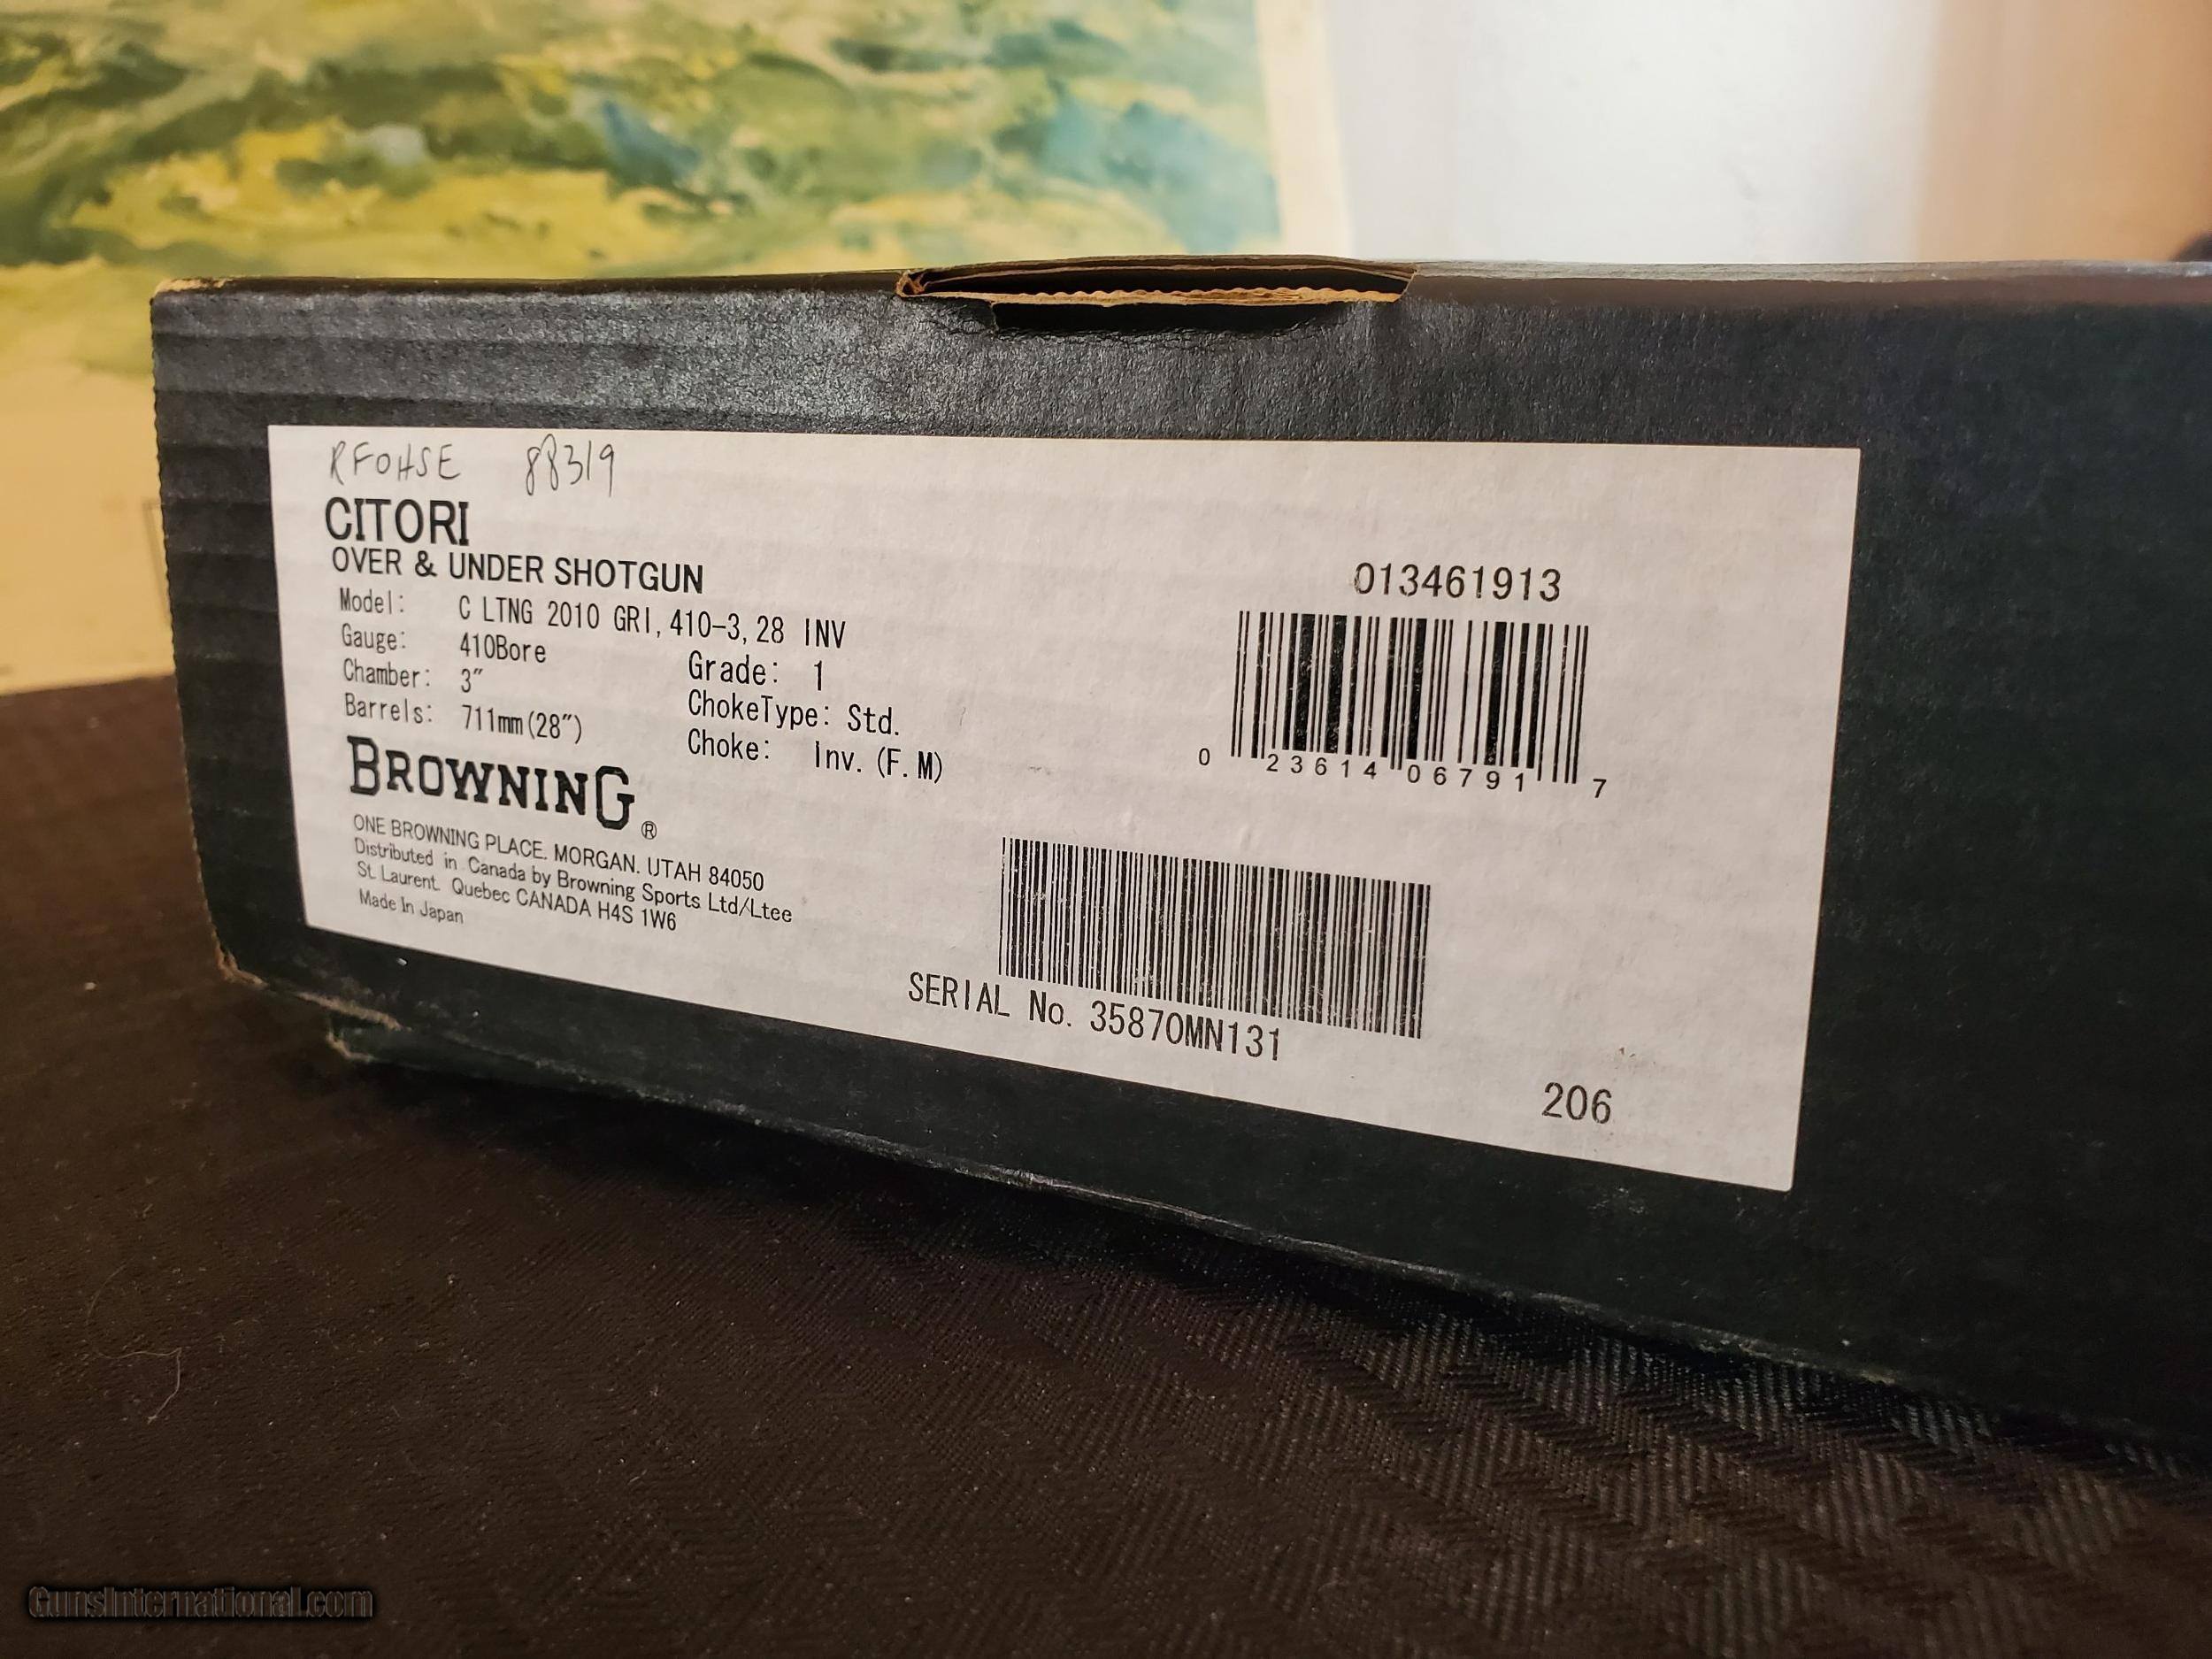 RFOHSE 88319
CITORI
OVER & UNDER SHOTGUN
Model: C LTNG 2010 GRI, 410-3, 28 INV
Gauge: 410Bore
Grade: 1
Chamber: 3"
ChokeType: Std.
Barrels: 711mm(28")
Choke: Inv. (F. M)
BROWNING®
ONE BROWNING PLACE. MORGAN. UTAH 84050
Distributed in Canada by Browning Sports Ltd/Ltee
St. Laurent. Quebec CANADA H4S 1W6
Made In Japan
013461913
0 23614 06791 7
SERIAL No. 35870MN131
206
GunsInternational.com